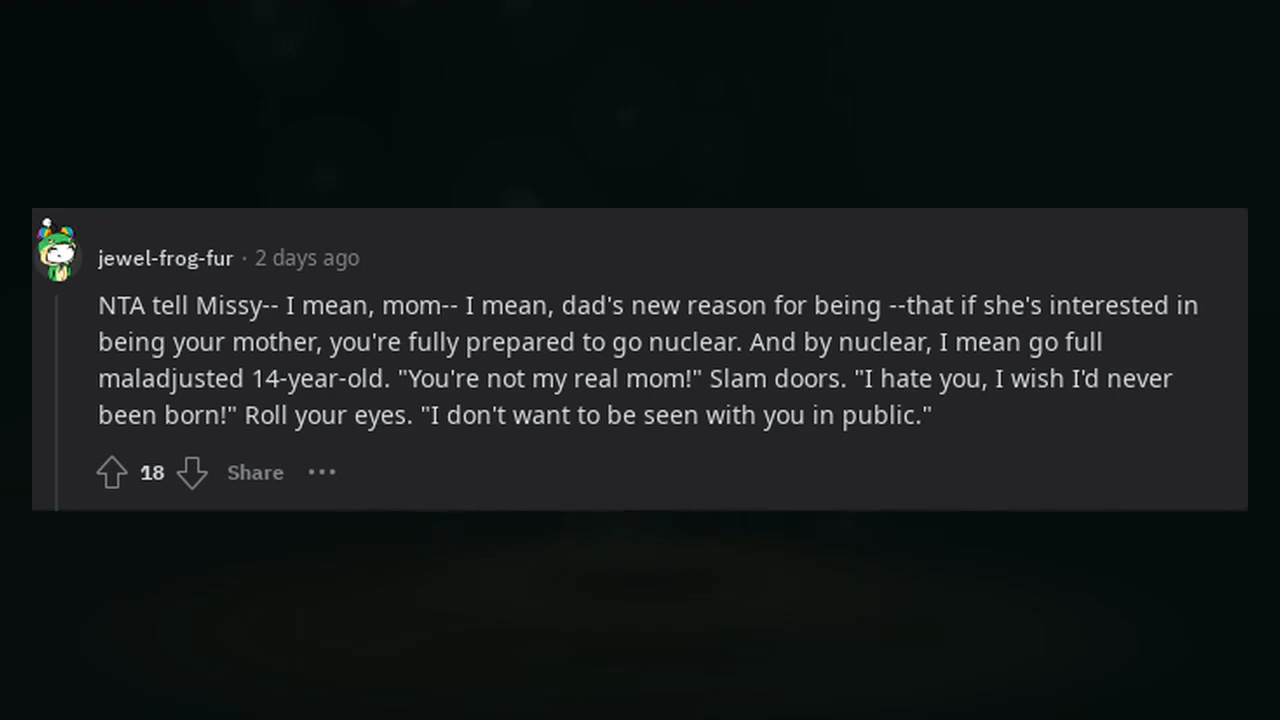 jewel-frog-fur · 2 days ago
NTA tell Missy-- I mean, mom-- I mean, dad's new reason for being --that if she's interested in
being your mother, you're fully prepared to go nuclear. And by nuclear, I mean go full
maladjusted 14-year-old. "You're not my real mom!" Slam doors. "I hate you, I wish I'd never
been born!" Roll your eyes. "I don't want to be seen with you in public."
18 Share ···